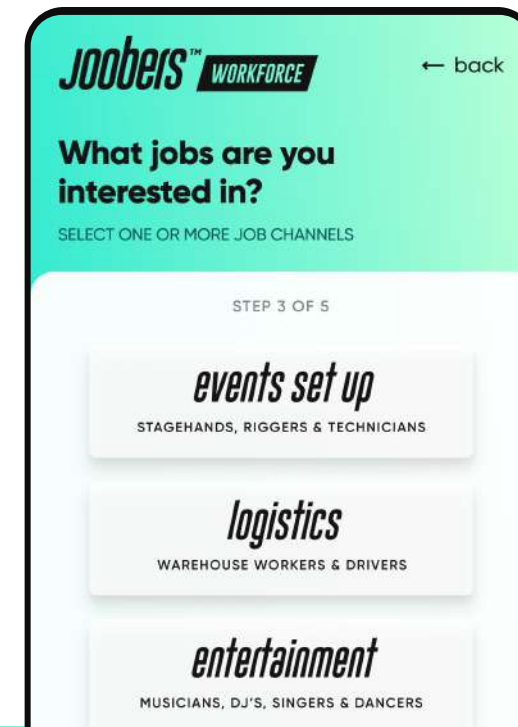 Joobers™ WORKFORCE
← back
What jobs are you
interested in?
SELECT ONE OR MORE JOB CHANNELS
STEP 3 OF 5
events set up
STAGEHANDS, RIGGERS & TECHNICIANS
logistics
WAREHOUSE WORKERS & DRIVERS
entertainment
MUSICIANS, DJ'S, SINGERS & DANCERS